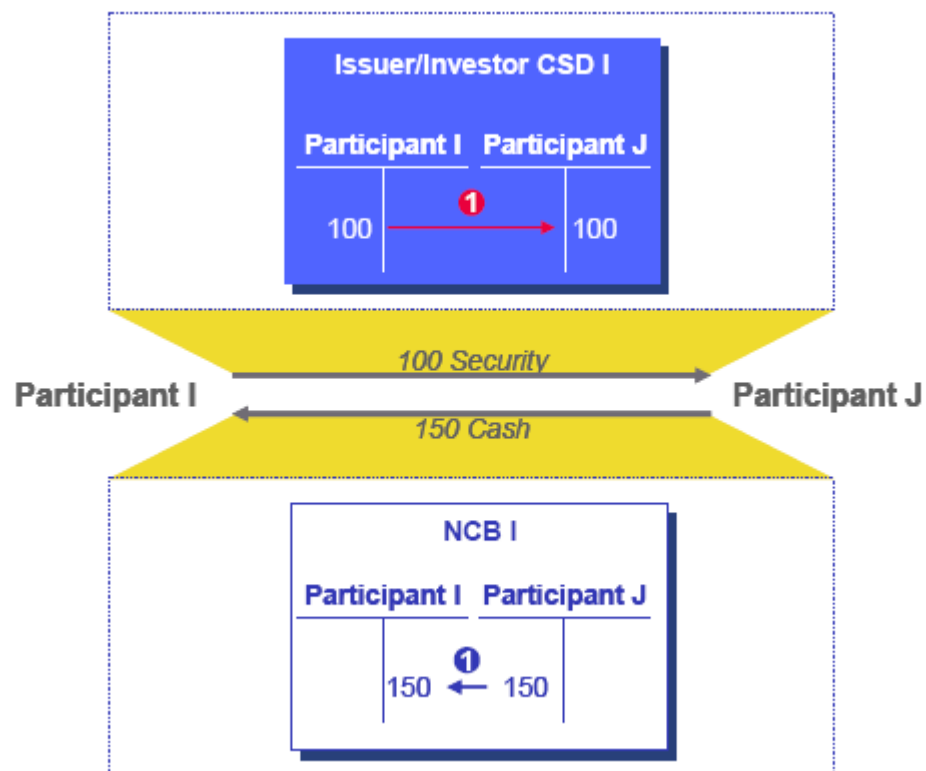 Issuer/Investor CSD I
Participant I Participant J
1
100 100
100 Security
Participant I Participant J
150 Cash
NCB I
Participant I Participant J
1
150 150